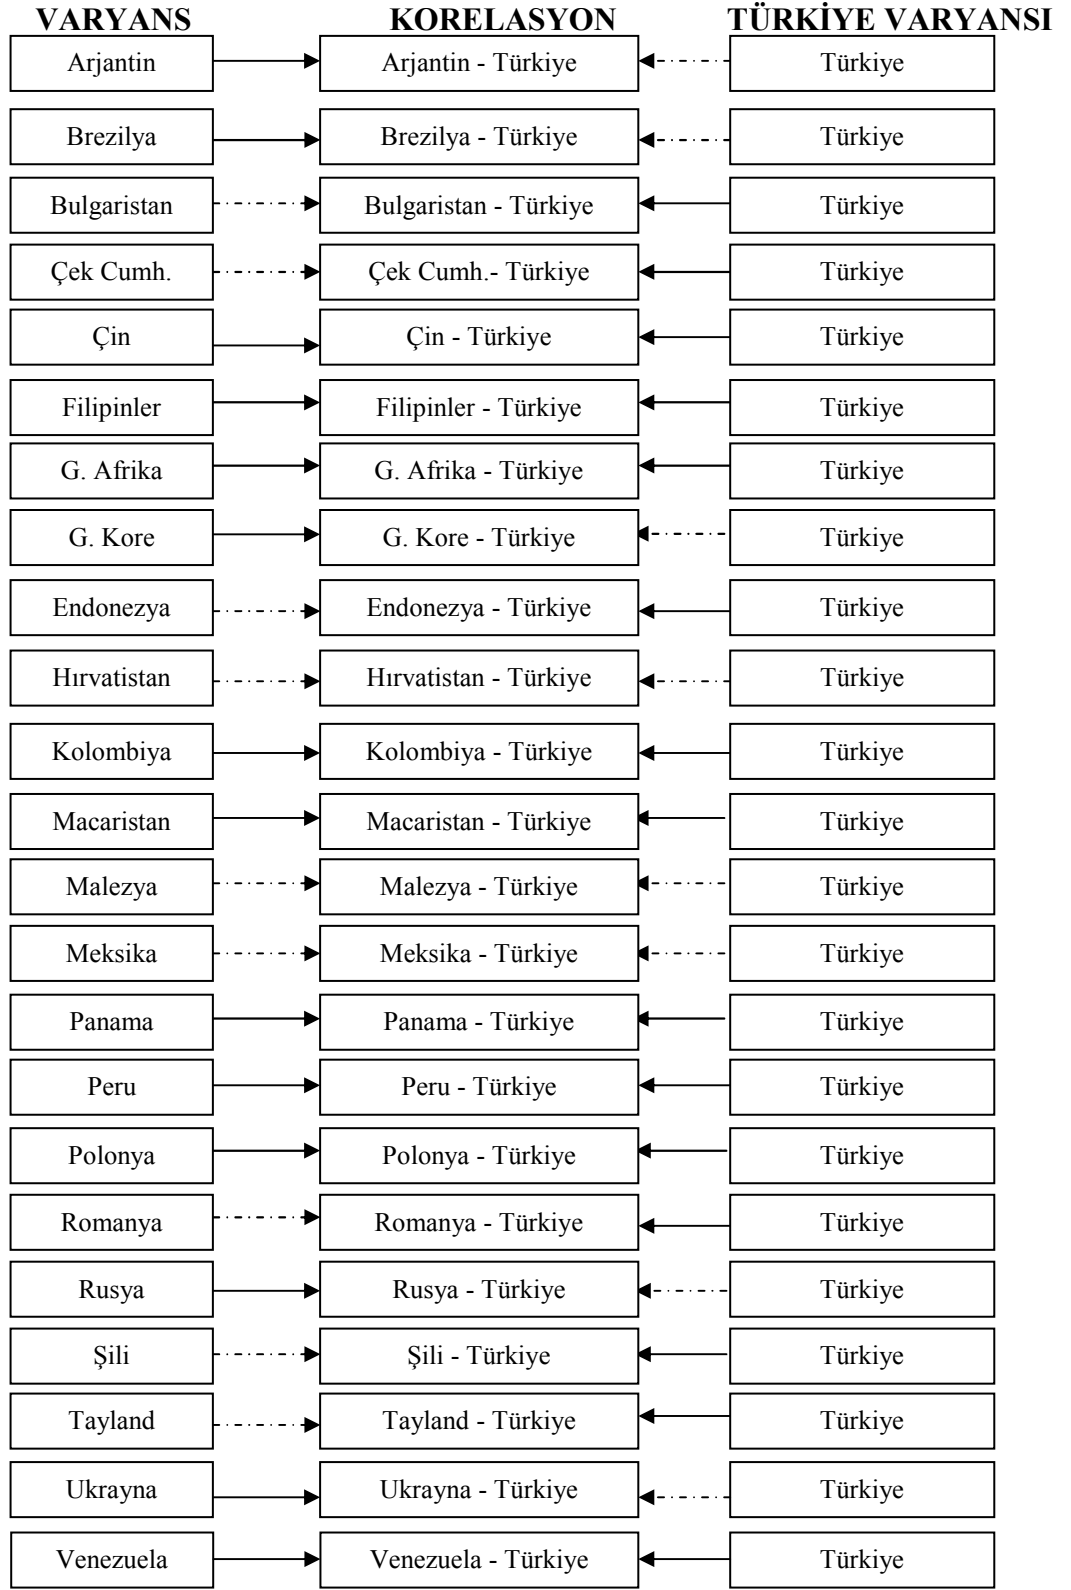 VARYANS KORELASYON TÜRKİYE VARYANSI
Arjantin Arjantin - Türkiye Türkiye
Brezilya Brezilya - Türkiye Türkiye
Bulgaristan Bulgaristan - Türkiye Türkiye
Çek Cumh. Çek Cumh.- Türkiye Türkiye
Çin Çin - Türkiye Türkiye
Filipinler Filipinler - Türkiye Türkiye
G. Afrika G. Afrika - Türkiye Türkiye
G. Kore G. Kore - Türkiye Türkiye
Endonezya Endonezya - Türkiye Türkiye
Hırvatistan Hırvatistan - Türkiye Türkiye
Kolombiya Kolombiya - Türkiye Türkiye
Macaristan Macaristan - Türkiye Türkiye
Malezya Malezya - Türkiye Türkiye
Meksika Meksika - Türkiye Türkiye
Panama Panama - Türkiye Türkiye
Peru Peru - Türkiye Türkiye
Polonya Polonya - Türkiye Türkiye
Romanya Romanya - Türkiye Türkiye
Rusya Rusya - Türkiye Türkiye
Şili Şili - Türkiye Türkiye
Tayland Tayland - Türkiye Türkiye
Ukrayna Ukrayna - Türkiye Türkiye
Venezuela Venezuela - Türkiye Türkiye